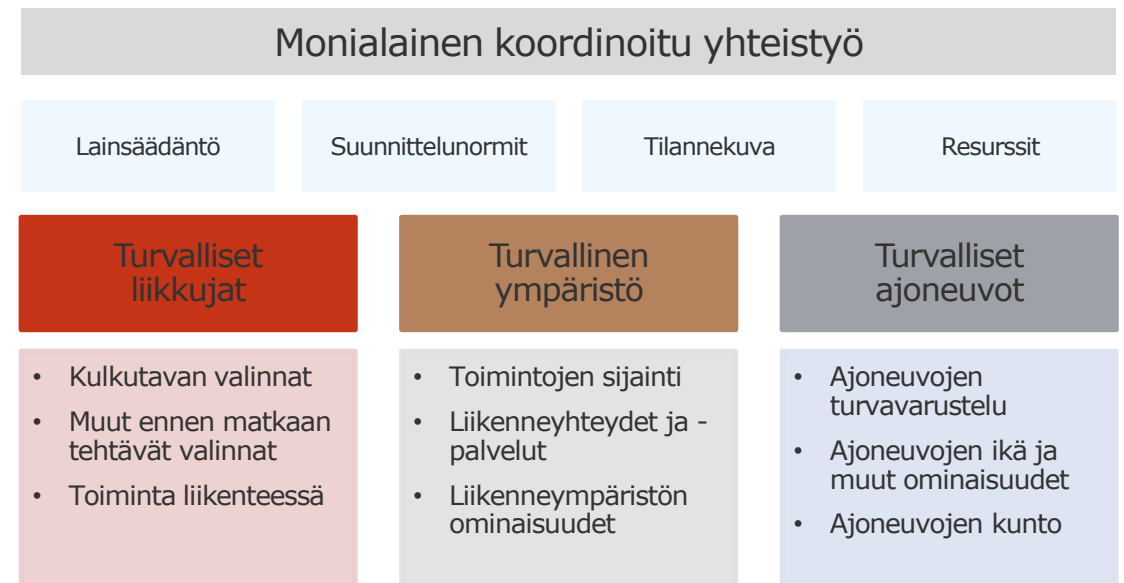 Monialainen koordinoitu yhteistyö
Lainsäädäntö
Suunnittelunormit
Tilannekuva
Resurssit
Turvalliset
liikkujat
• Kulkutavan valinnat
• Muut ennen matkaan
tehtävät valinnat
• Toiminta liikenteessä
Turvallinen
ympäristö
• Toimintojen sijainti
• Liikenneyhteydet ja -
palvelut
• Liikenneympäristön
ominaisuudet
Turvalliset
ajoneuvot
• Ajoneuvojen
turvavarustelu
• Ajoneuvojen ikä ja
muut ominaisuudet
• Ajoneuvojen kunto